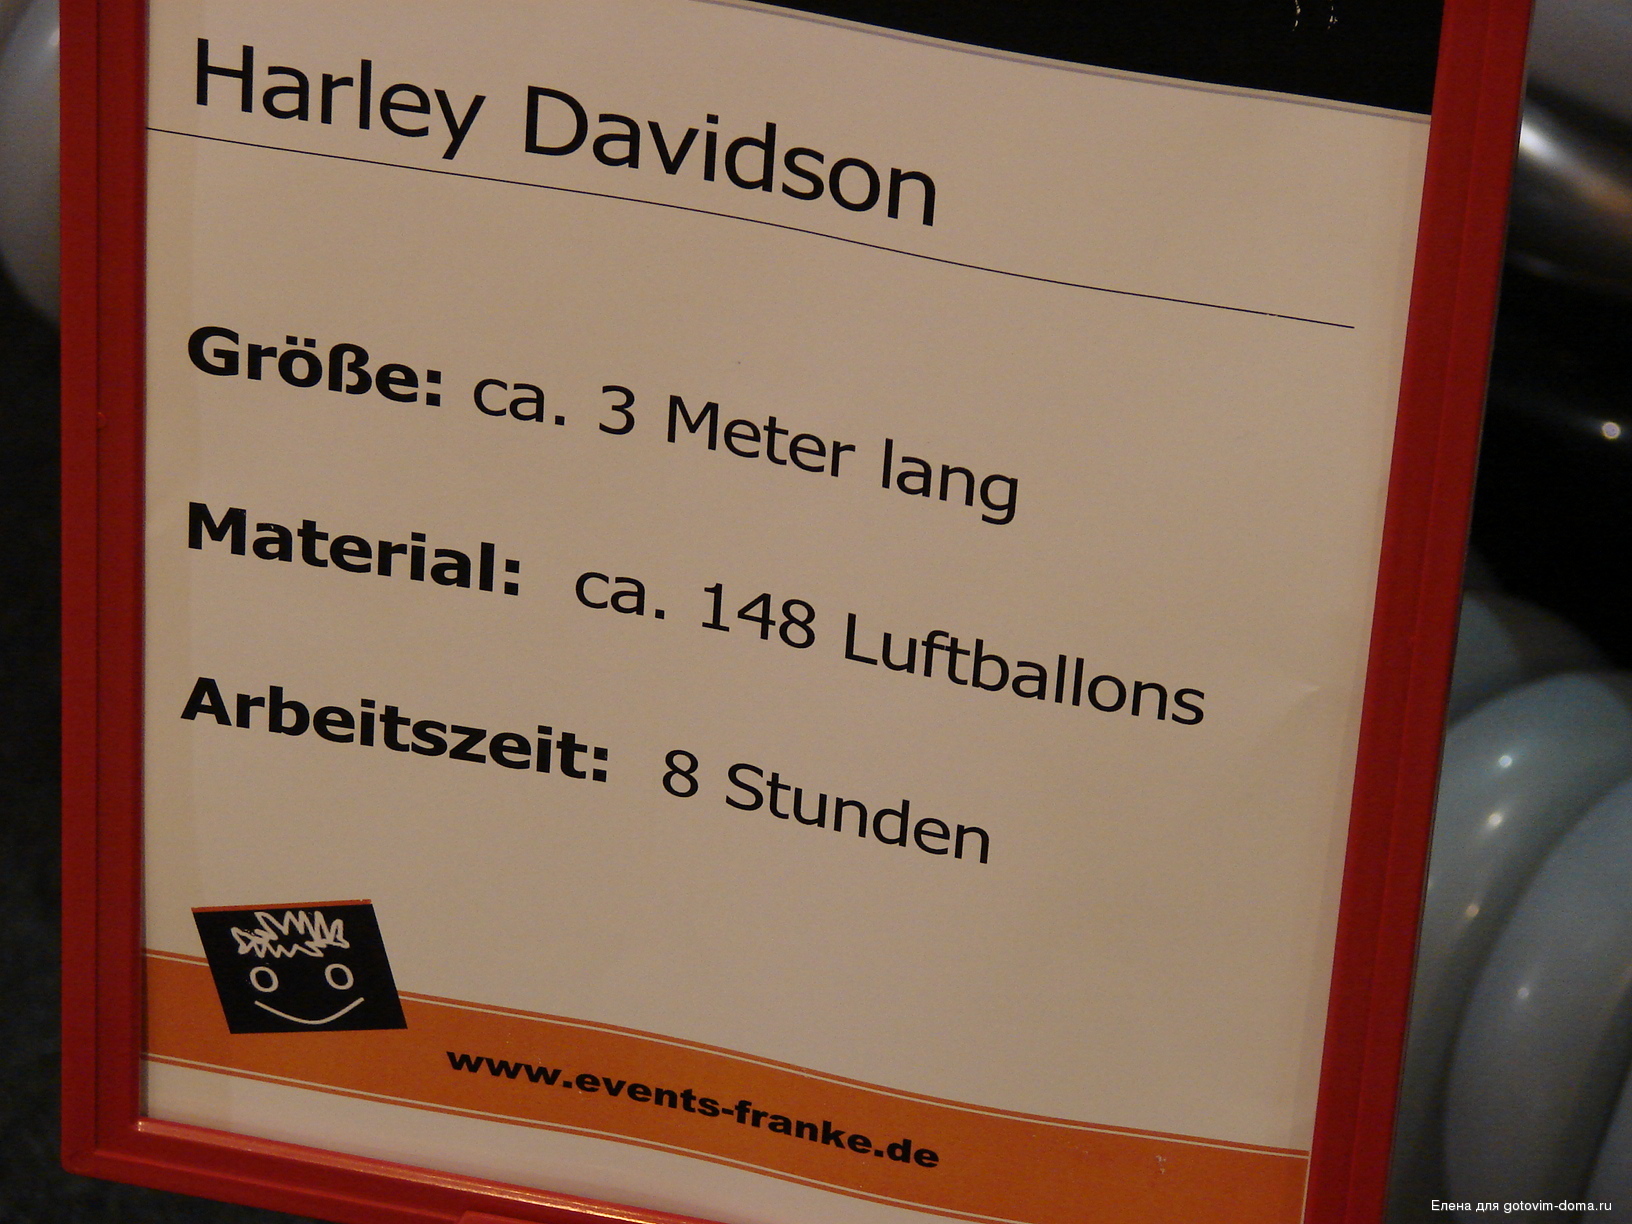 Harley Davidson
Größe: ca. 3 Meter lang
Material: ca. 148 Luftballons
Arbeitszeit: 8 Stunden
www.events-franke.de
Елена для gotovim-doma.ru